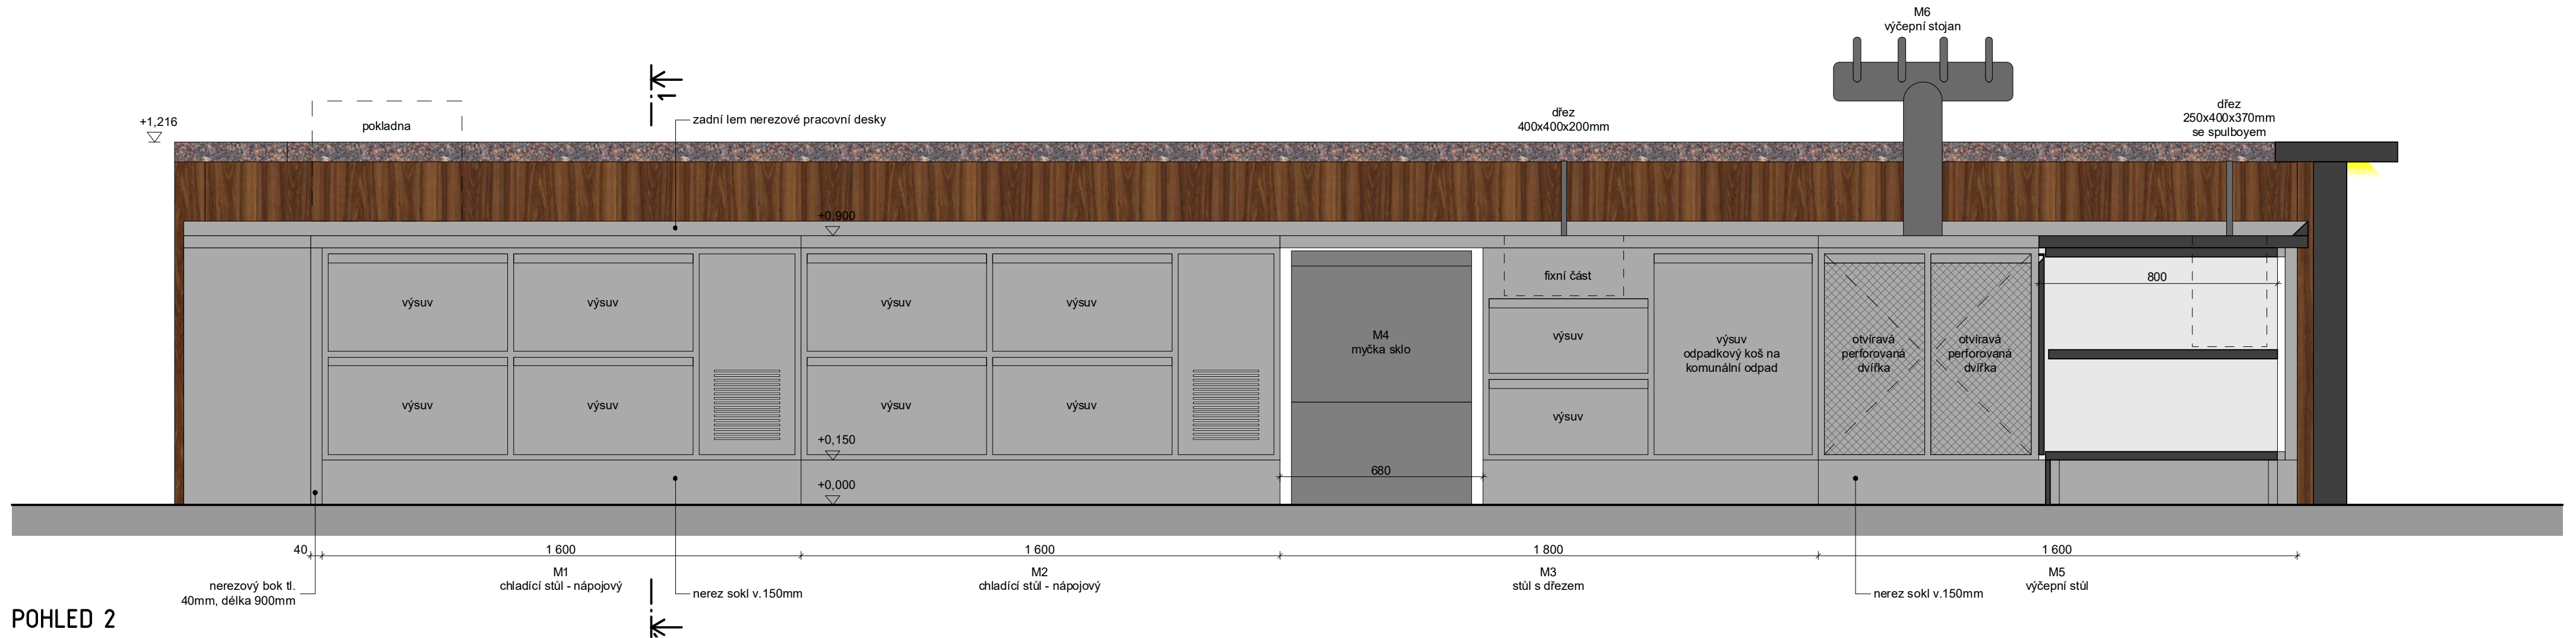 M6
výčepní stojan
1
+1,216
pokladna
zadní lem nerezové pracovní desky
dřez
400x400x200mm
dřez
250x400x370mm
se spulboyem
+0,900
výsuv
výsuv
výsuv
výsuv
fixní část
800
výsuv
M4
myčka sklo
výsuv
odpadkový koš na
komunální odpad
otvíravá
perforovaná
dvířka
otvíravá
perforovaná
dvířka
výsuv
výsuv
výsuv
výsuv
výsuv
+0,150
680
+0,000
40
1 600
1 600
1 800
1 600
M1
chladící stůl - nápojový
M2
chladící stůl - nápojový
M3
stůl s dřezem
M5
výčepní stůl
nerezový bok tl.
40mm, délka 900mm
nerez sokl v.150mm
nerez sokl v.150mm
POHLED 2